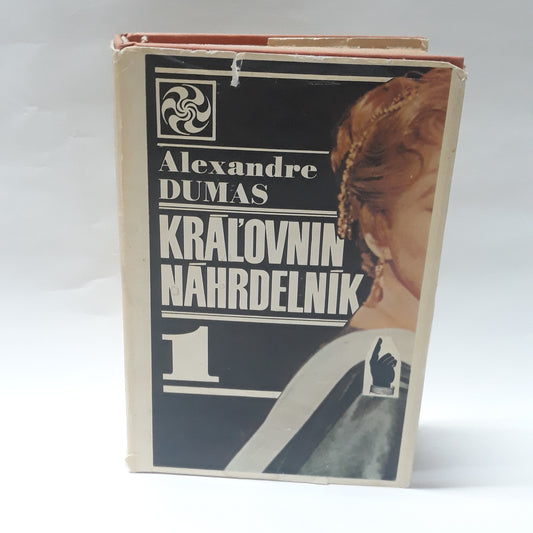 Alexandre
DUMAS
KRÁĽOVNIN
NÁHRDELNÍK
1